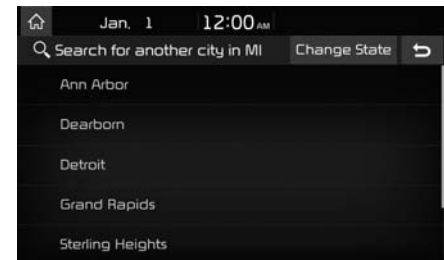 Jan. 1 12:00 AM
Search for another city in MI Change State
Ann Arbor
Dearborn
Detroit
Grand Rapids
Sterling Heights